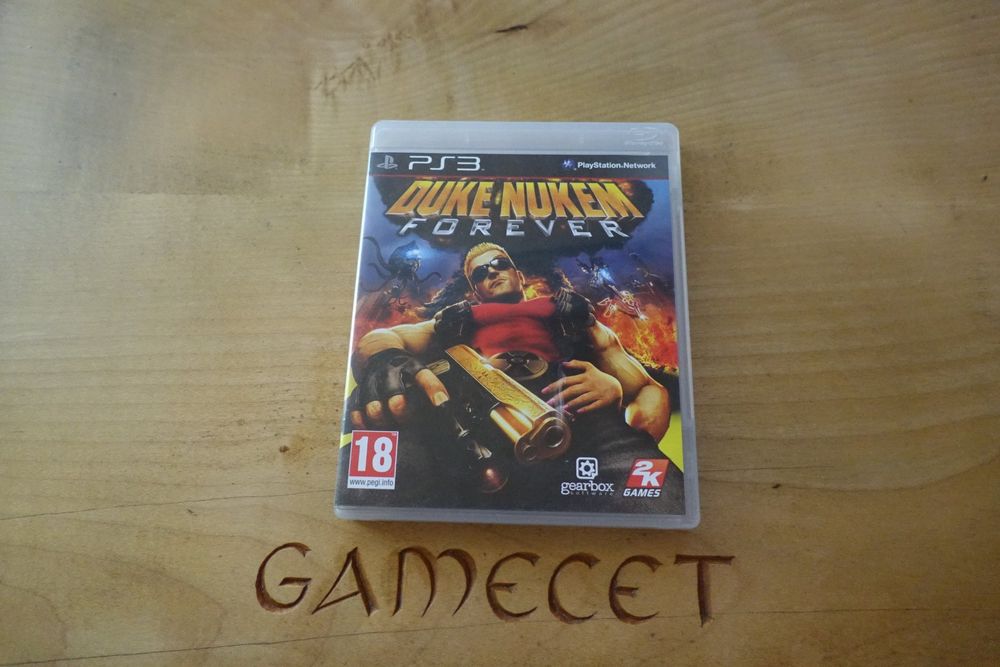 PS3
PlayStation Network
DUKE NUKEM
FOREVER
18
www.pegi.info
gearbox
software
2K
GAMES
GAMECET